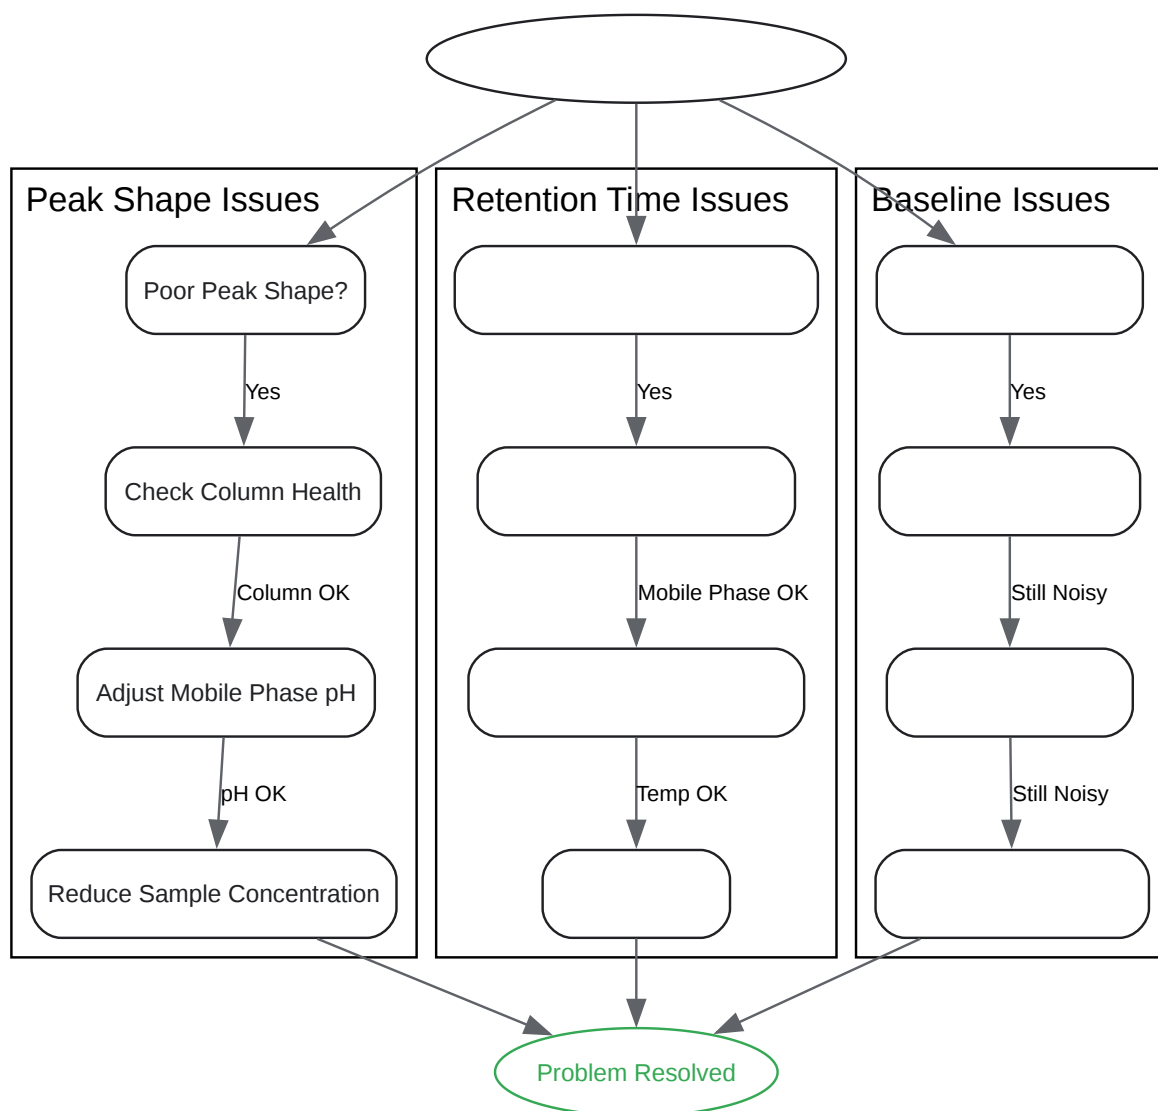 Peak Shape Issues
Retention Time Issues
Baseline Issues
Poor Peak Shape?
Yes
Yes
Yes
Check Column Health
Column OK
Mobile Phase OK
Still Noisy
Adjust Mobile Phase pH
pH OK
Temp OK
Still Noisy
Reduce Sample Concentration
Problem Resolved